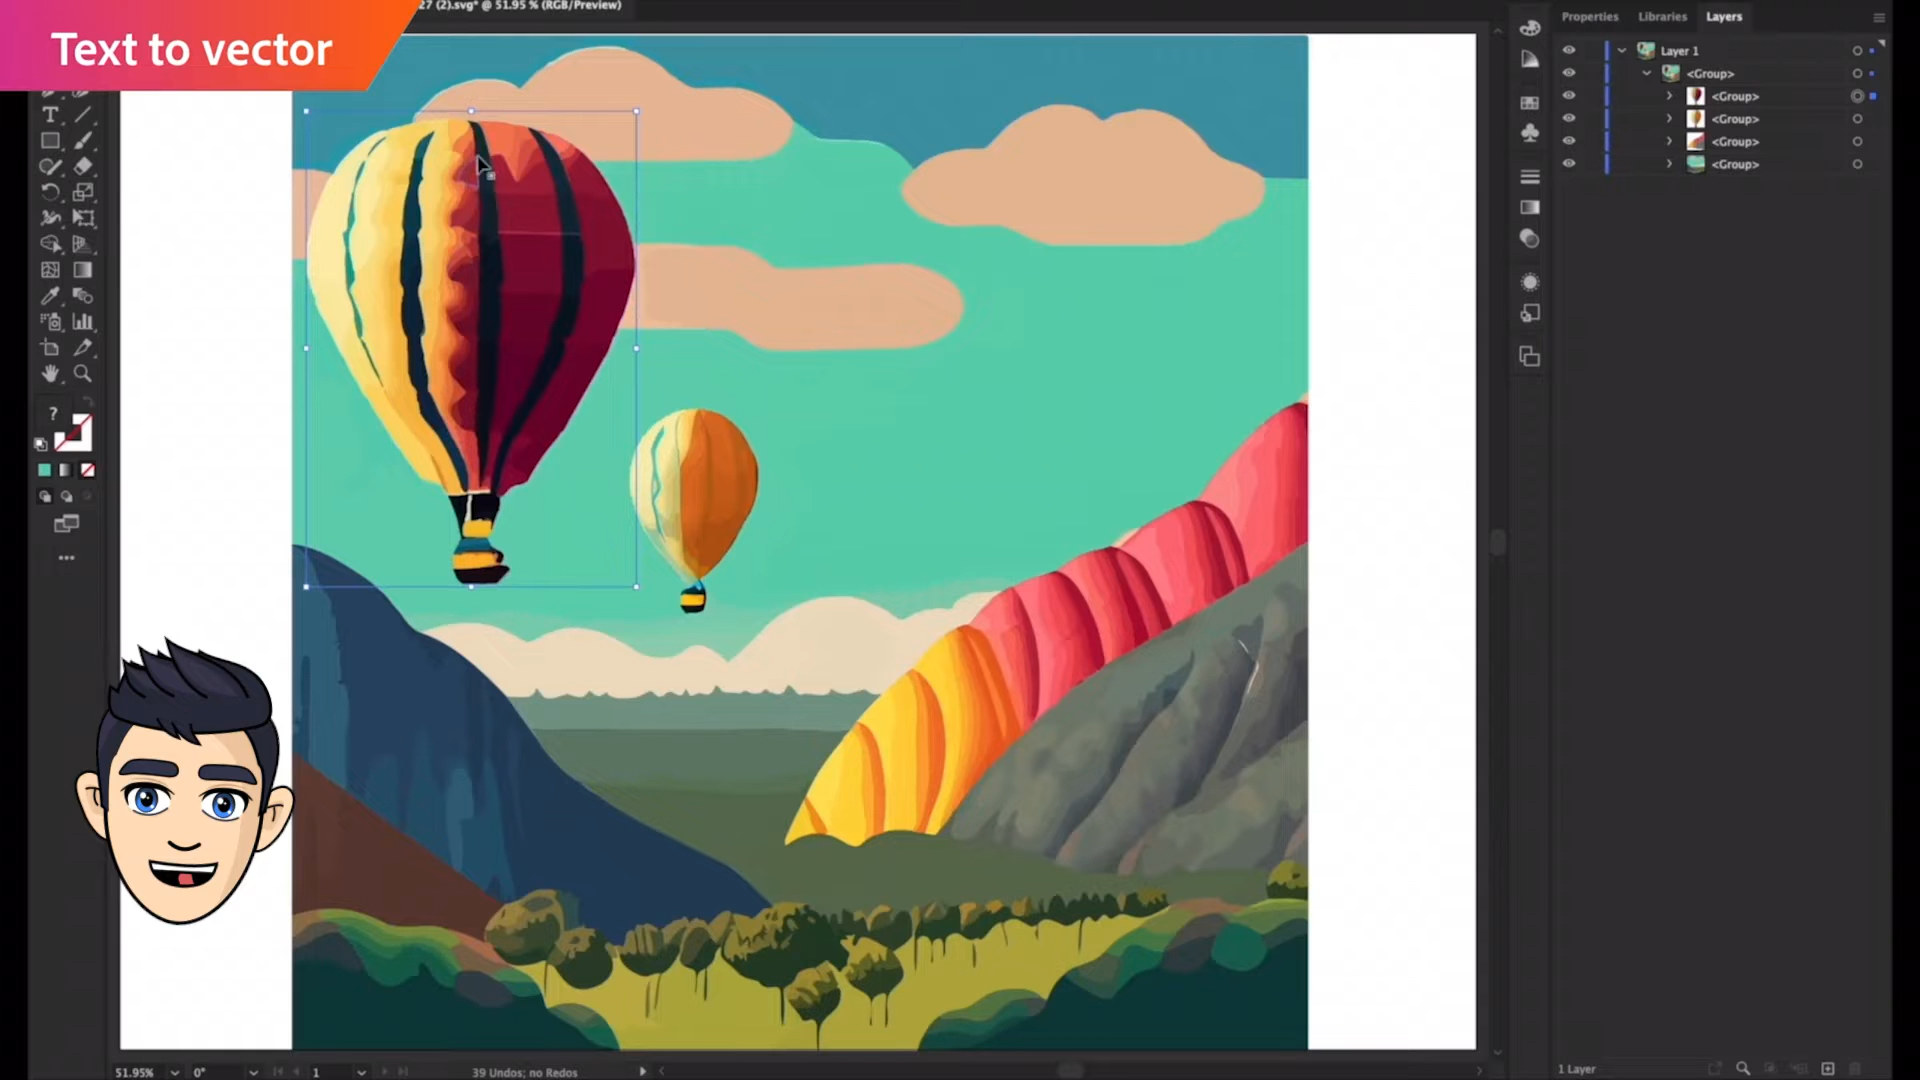 27 (2).svg* @ 51.95 % (RGB/Preview)
Text to vector
Properties
Libraries
Layers
Layer 1
<Group>
<Group>
<Group>
<Group>
<Group>
T
?
51.95%
0°
1
39 Undos; no Redos
1 Layer